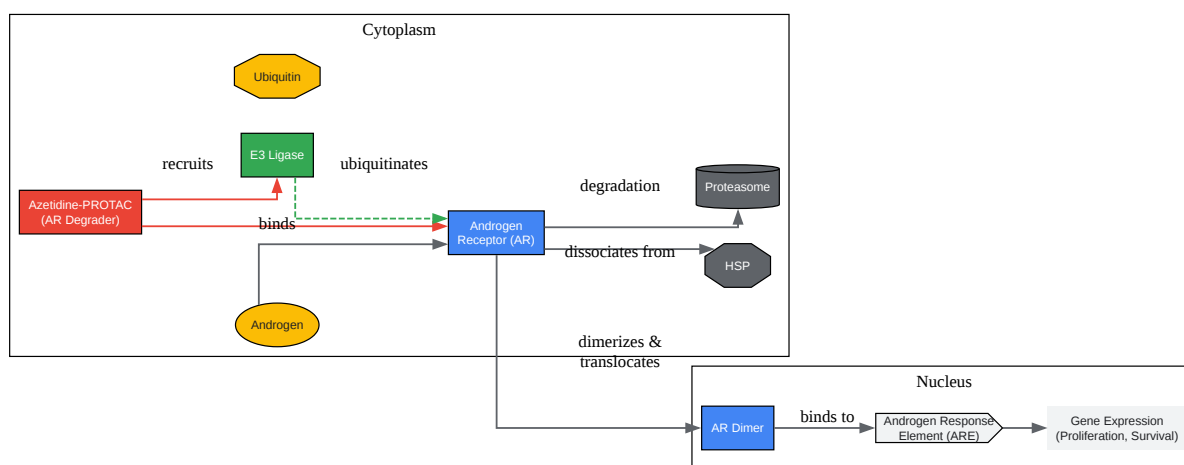 Cytoplasm
Ubiquitin
E3 Ligase
recruits
ubiquitinates
degradation
Proteasome
Azetidine-PROTAC
(AR Degrader)
binds
Androgen
Receptor (AR)
dissociates from
HSP
Androgen
dimerizes &
translocates
Nucleus
AR Dimer
binds to
Androgen Response
Element (ARE)
Gene Expression
(Proliferation, Survival)